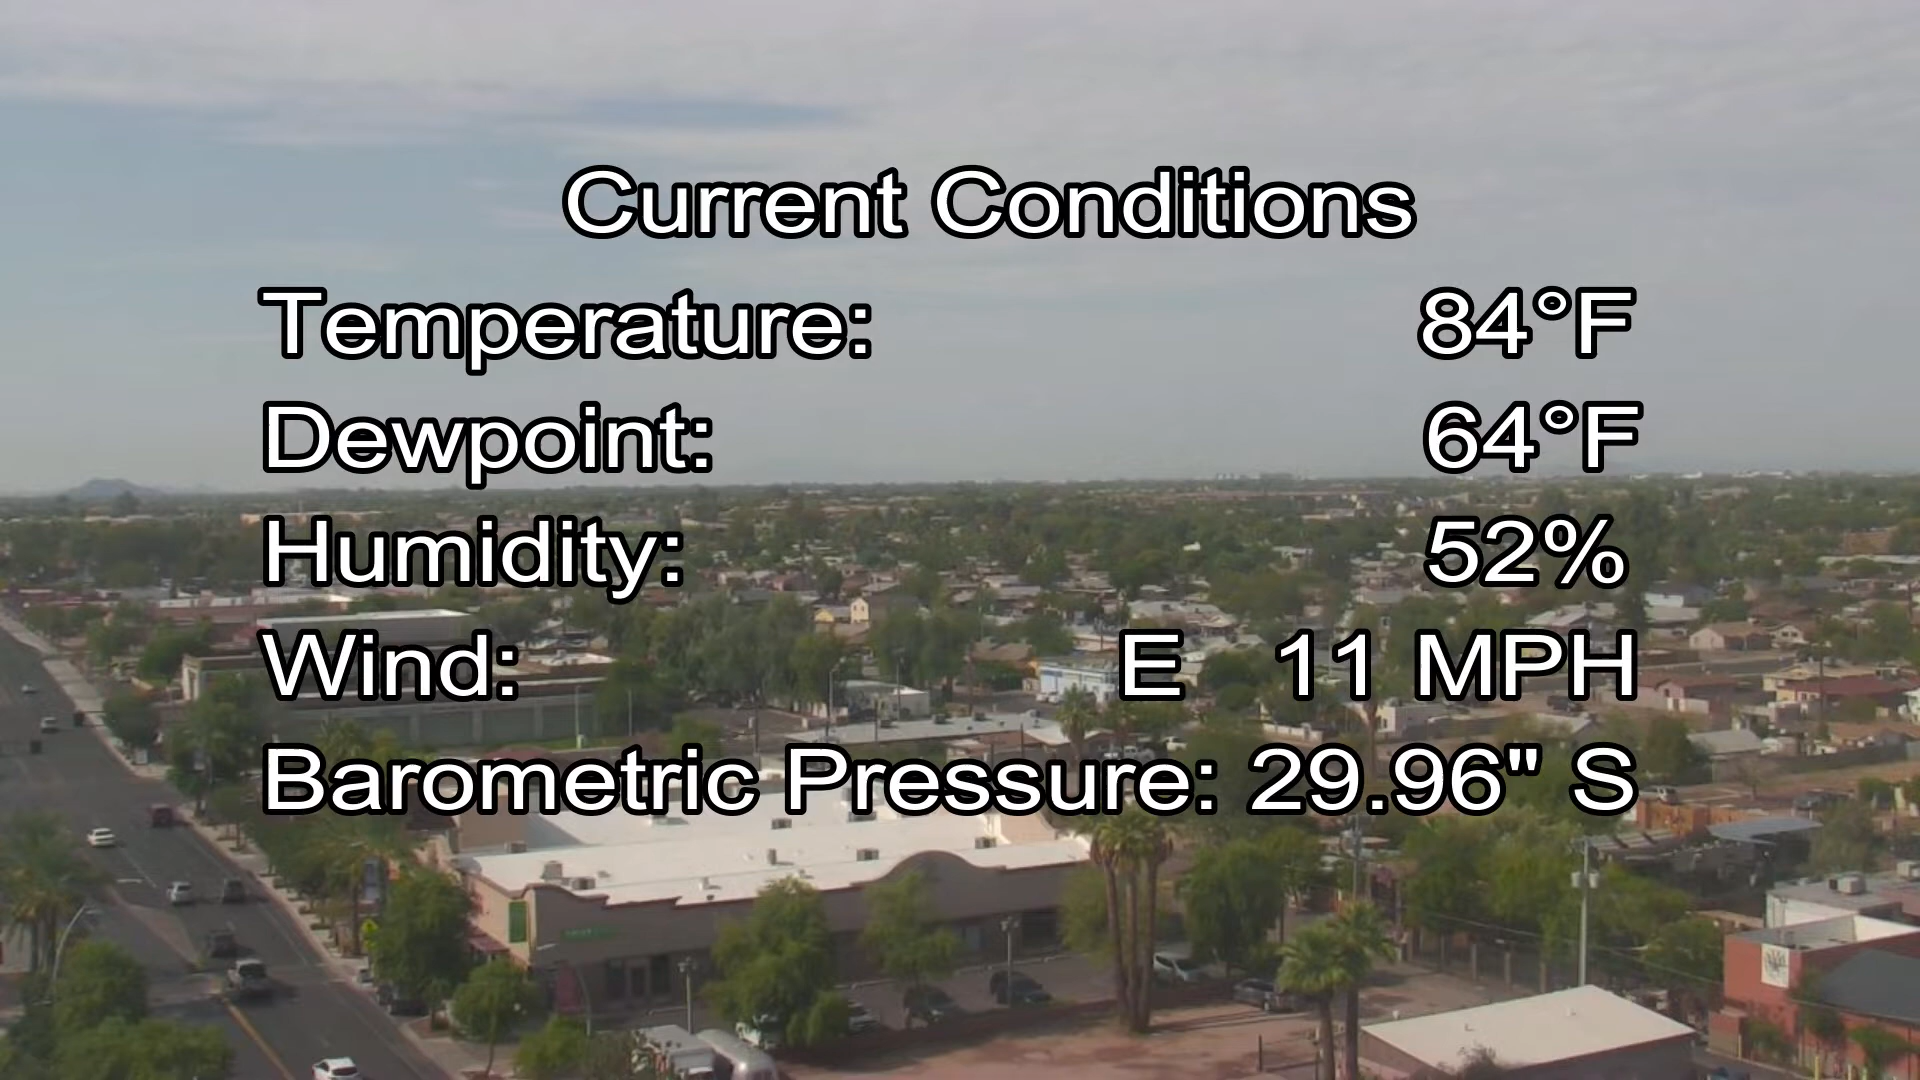 Current Conditions
Temperature: 84°F
Dewpoint: 64°F
Humidity: 52%
Wind: E 11 MPH
Barometric Pressure: 29.96" S